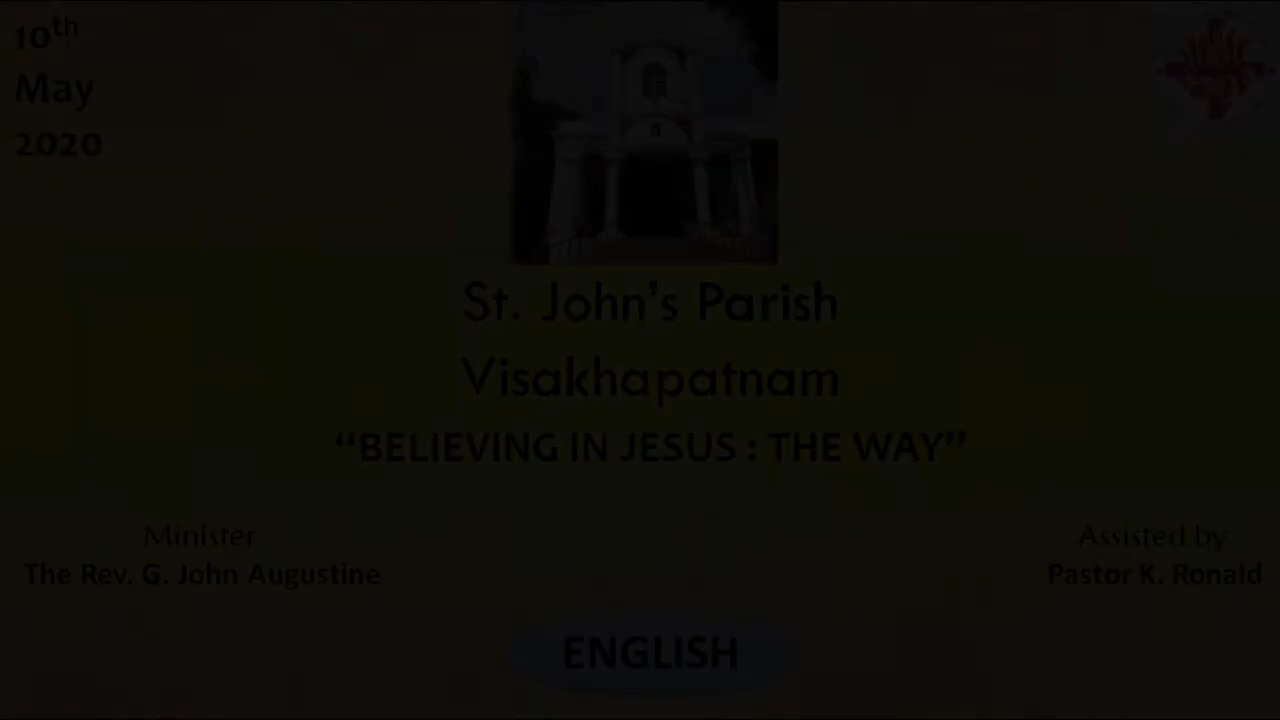 10th
May
2020
St. John's Parish
Visakhapatnam
“BELIEVING IN JESUS : THE WAY”
Minister
The Rev. G. John Augustine
Assisted by
Pastor K. Ronald
ENGLISH